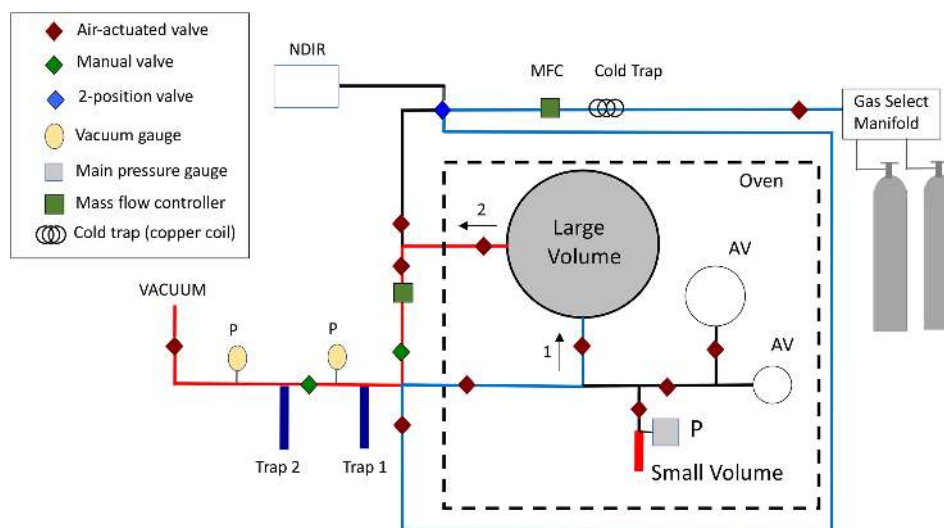 Air-actuated valve
Manual valve
2-position valve
Vacuum gauge
Main pressure gauge
Mass flow controller
Cold trap (copper coil)
NDIR
MFC
Cold Trap
Gas Select
Manifold
Oven
2
Large
Volume
AV
VACUUM
P
P
1
AV
P
Trap 2
Trap 1
Small Volume